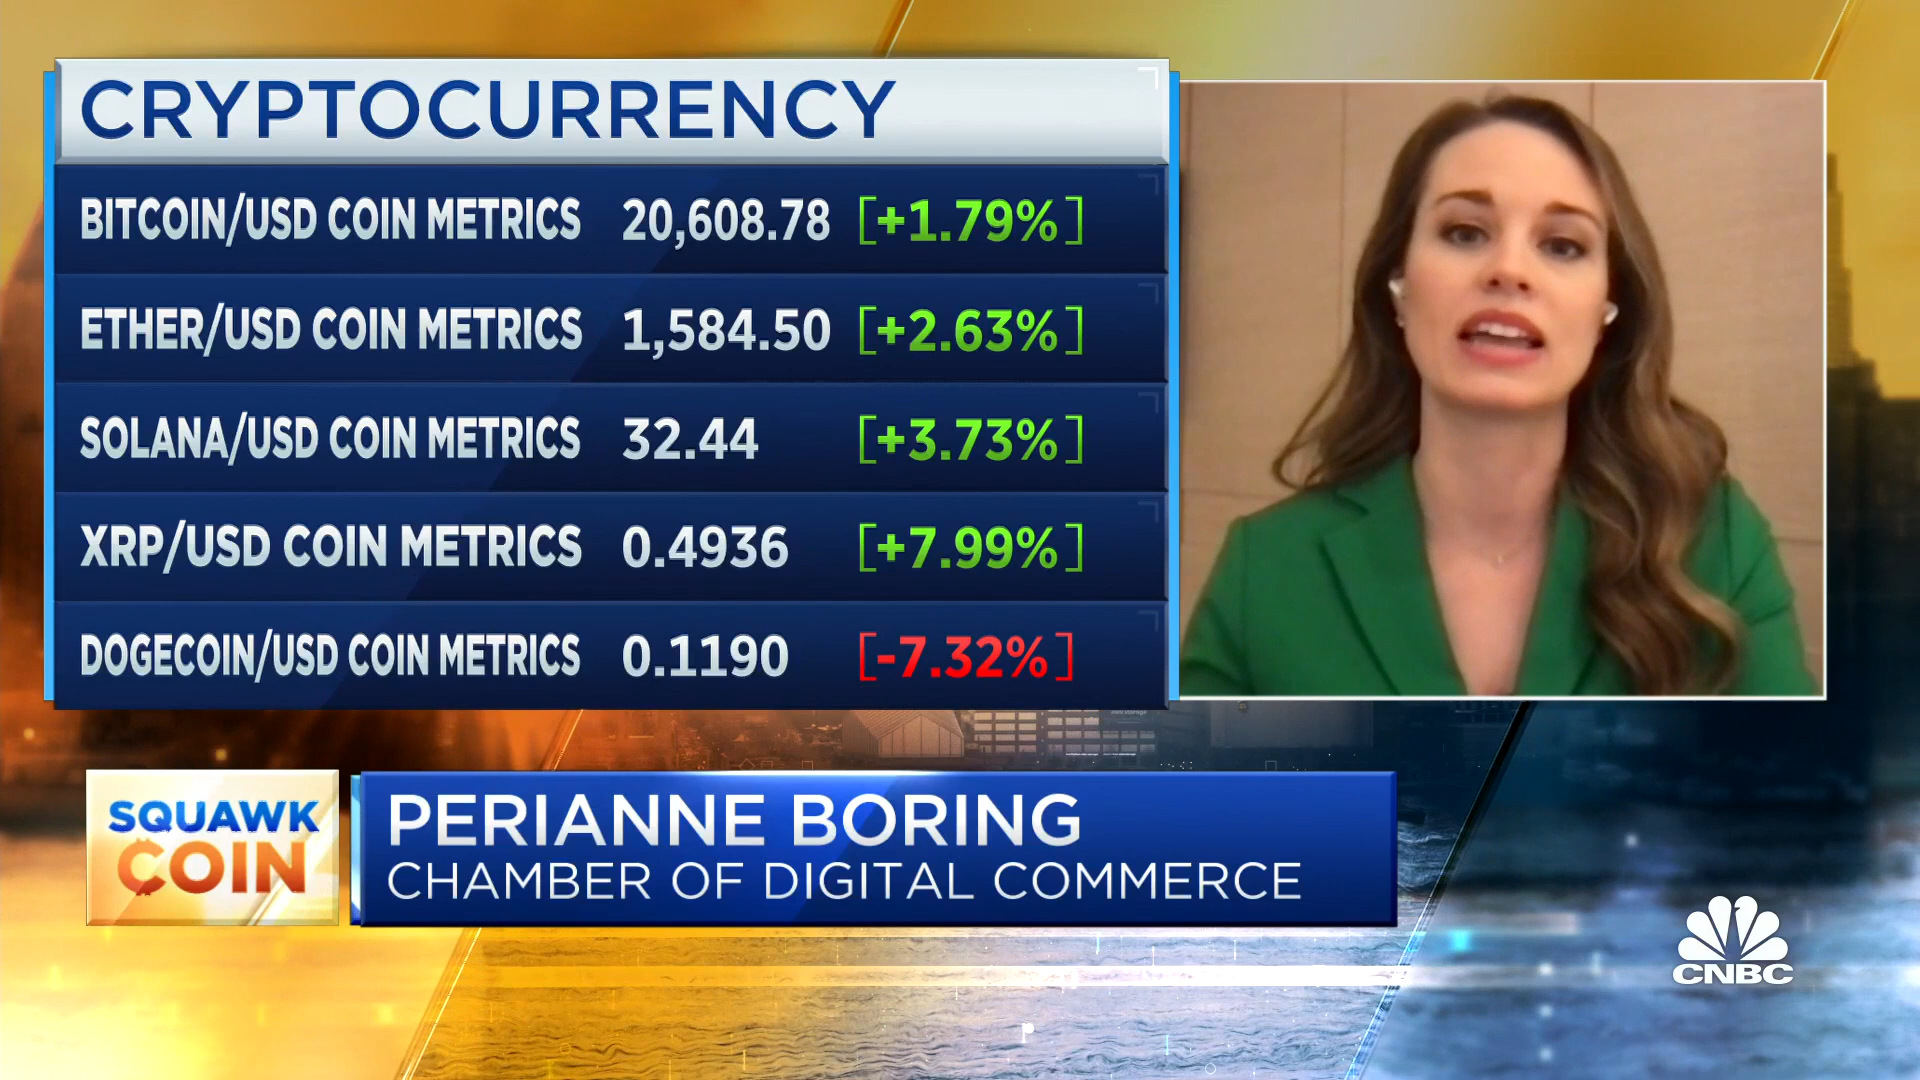 CRYPTOCURRENCY
BITCOIN/USD COIN METRICS 20,608.78 [+1.79%]
ETHER/USD COIN METRICS 1,584.50 [+2.63%]
SOLANA/USD COIN METRICS 32.44 [+3.73%]
XRP/USD COIN METRICS 0.4936 [+7.99%]
DOGECOIN/USD COIN METRICS 0.1190 [-7.32%]
SQUAWK
COIN
PERIANNE BORING
CHAMBER OF DIGITAL COMMERCE
CNBC